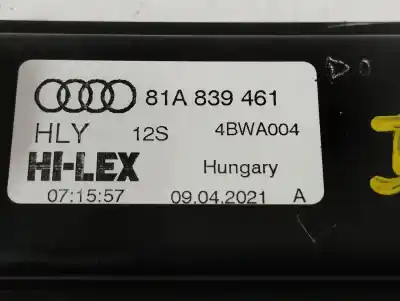 81A 839 461
HLY 12S 4BWA004
HI-LEX Hungary
07:15:57 09.04.2021 A